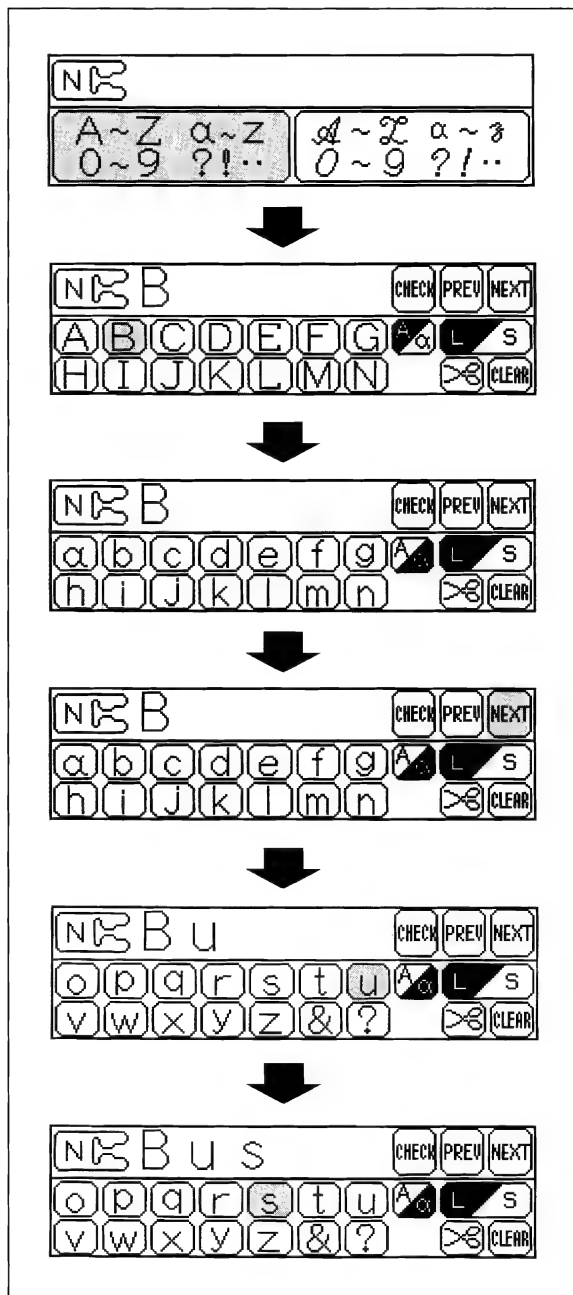 N
A~Z α~z 𝒜~𝒵 α~𝓏
0~9 ?!·· 0~9 ?!··
N B CHECK PREV NEXT
A B C D E F G A α L S
H I J K L M N CLEAR
N B CHECK PREV NEXT
a b c d e f g A α L S
h i j k l m n CLEAR
N B CHECK PREV NEXT
a b c d e f g A α L S
h i j k l m n CLEAR
N B u CHECK PREV NEXT
o p q r s t u A α L S
v w x y z & ? CLEAR
N B u s CHECK PREV NEXT
o p q r s t u A α L S
v w x y z & ? CLEAR